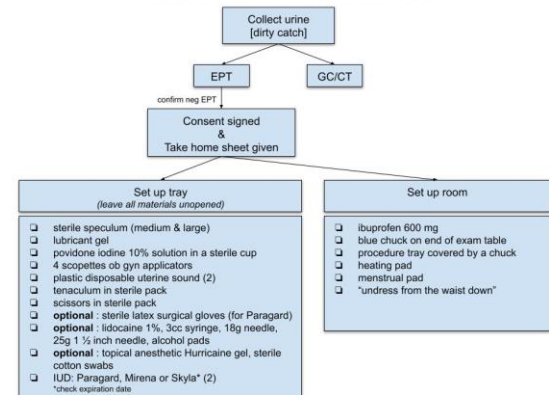 Collect urine
[dirty catch]
EPT
GC/CT
confirm neg EPT
Consent signed
&
Take home sheet given
Set up tray
(leave all materials unopened)
❏ sterile speculum (medium & large)
❏ lubricant gel
❏ povidone iodine 10% solution in a sterile cup
❏ 4 scopettes ob gyn applicators
❏ plastic disposable uterine sound (2)
❏ tenaculum in sterile pack
❏ scissors in sterile pack
❏ optional : sterile latex surgical gloves (for Paragard)
❏ optional : lidocaine 1%, 3cc syringe, 18g needle,
25g 1 ½ inch needle, alcohol pads
❏ optional : topical anesthetic Hurricaine gel, sterile
cotton swabs
❏ IUD: Paragard, Mirena or Skyla* (2)
*check expiration date
Set up room
❏ ibuprofen 600 mg
❏ blue chuck on end of exam table
❏ procedure tray covered by a chuck
❏ heating pad
❏ menstrual pad
❏ “undress from the waist down”